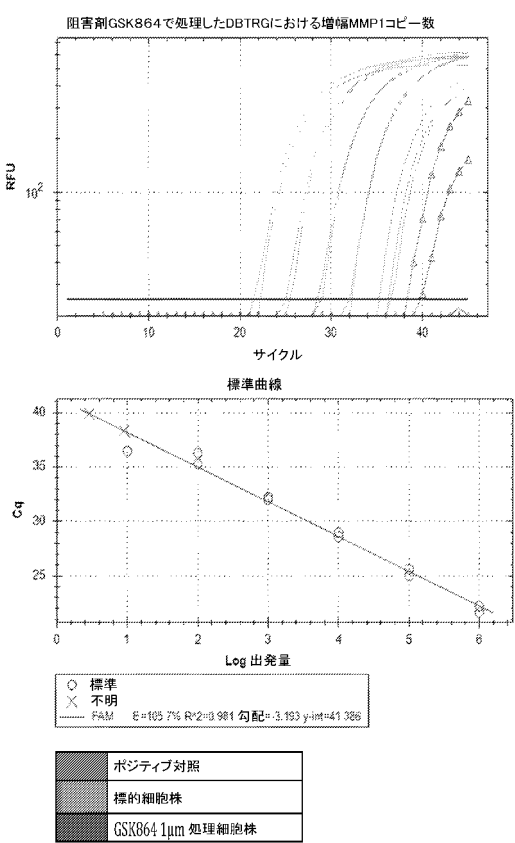 阻害剤GSK864で処理したDBTRGにおける増幅MMP1コピー数
RFU
10²
0 10 20 30 40
サイクル
標準曲線
Cq
40
35
30
25
0 1 2 3 4 5 6
Log 出発量
標準
不明
FAM E=105.7% R^2=0.981 勾配=-3.193 y-int=41.386
ポジティブ対照
標的細胞株
GSK864 1μm 処理細胞株